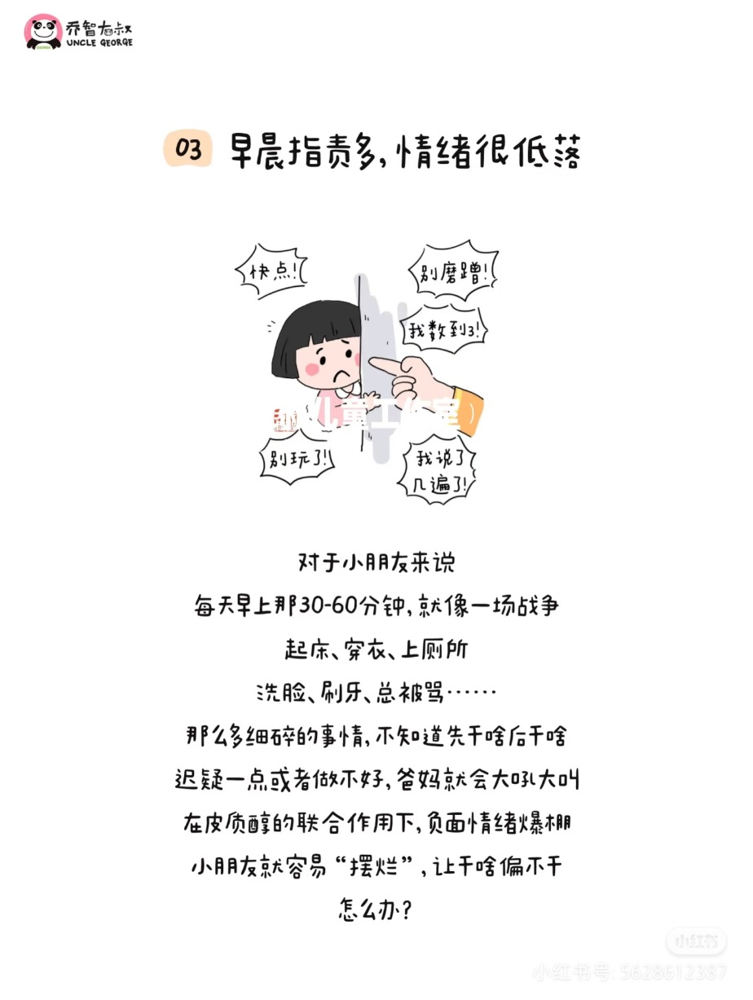 乔智大叔
UNCLE GEORGE
GEORGE
03 早晨指责多，情绪很低落
快点！
别磨蹭！
我数到3！
儿童工作室
别玩了！
我说了
几遍了！
对于小朋友来说
每天早上那30-60分钟，就像一场战争
起床、穿衣、上厕所
洗脸、刷牙、总被骂……
那么多细碎的事情，不知道先干啥后干啥
迟疑一点或者做不好，爸妈就会大吼大叫
在皮质醇的联合作用下，负面情绪爆棚
小朋友就容易“摆烂”，让干啥偏不干
怎么办？
小红书
小红书号: 5628612387